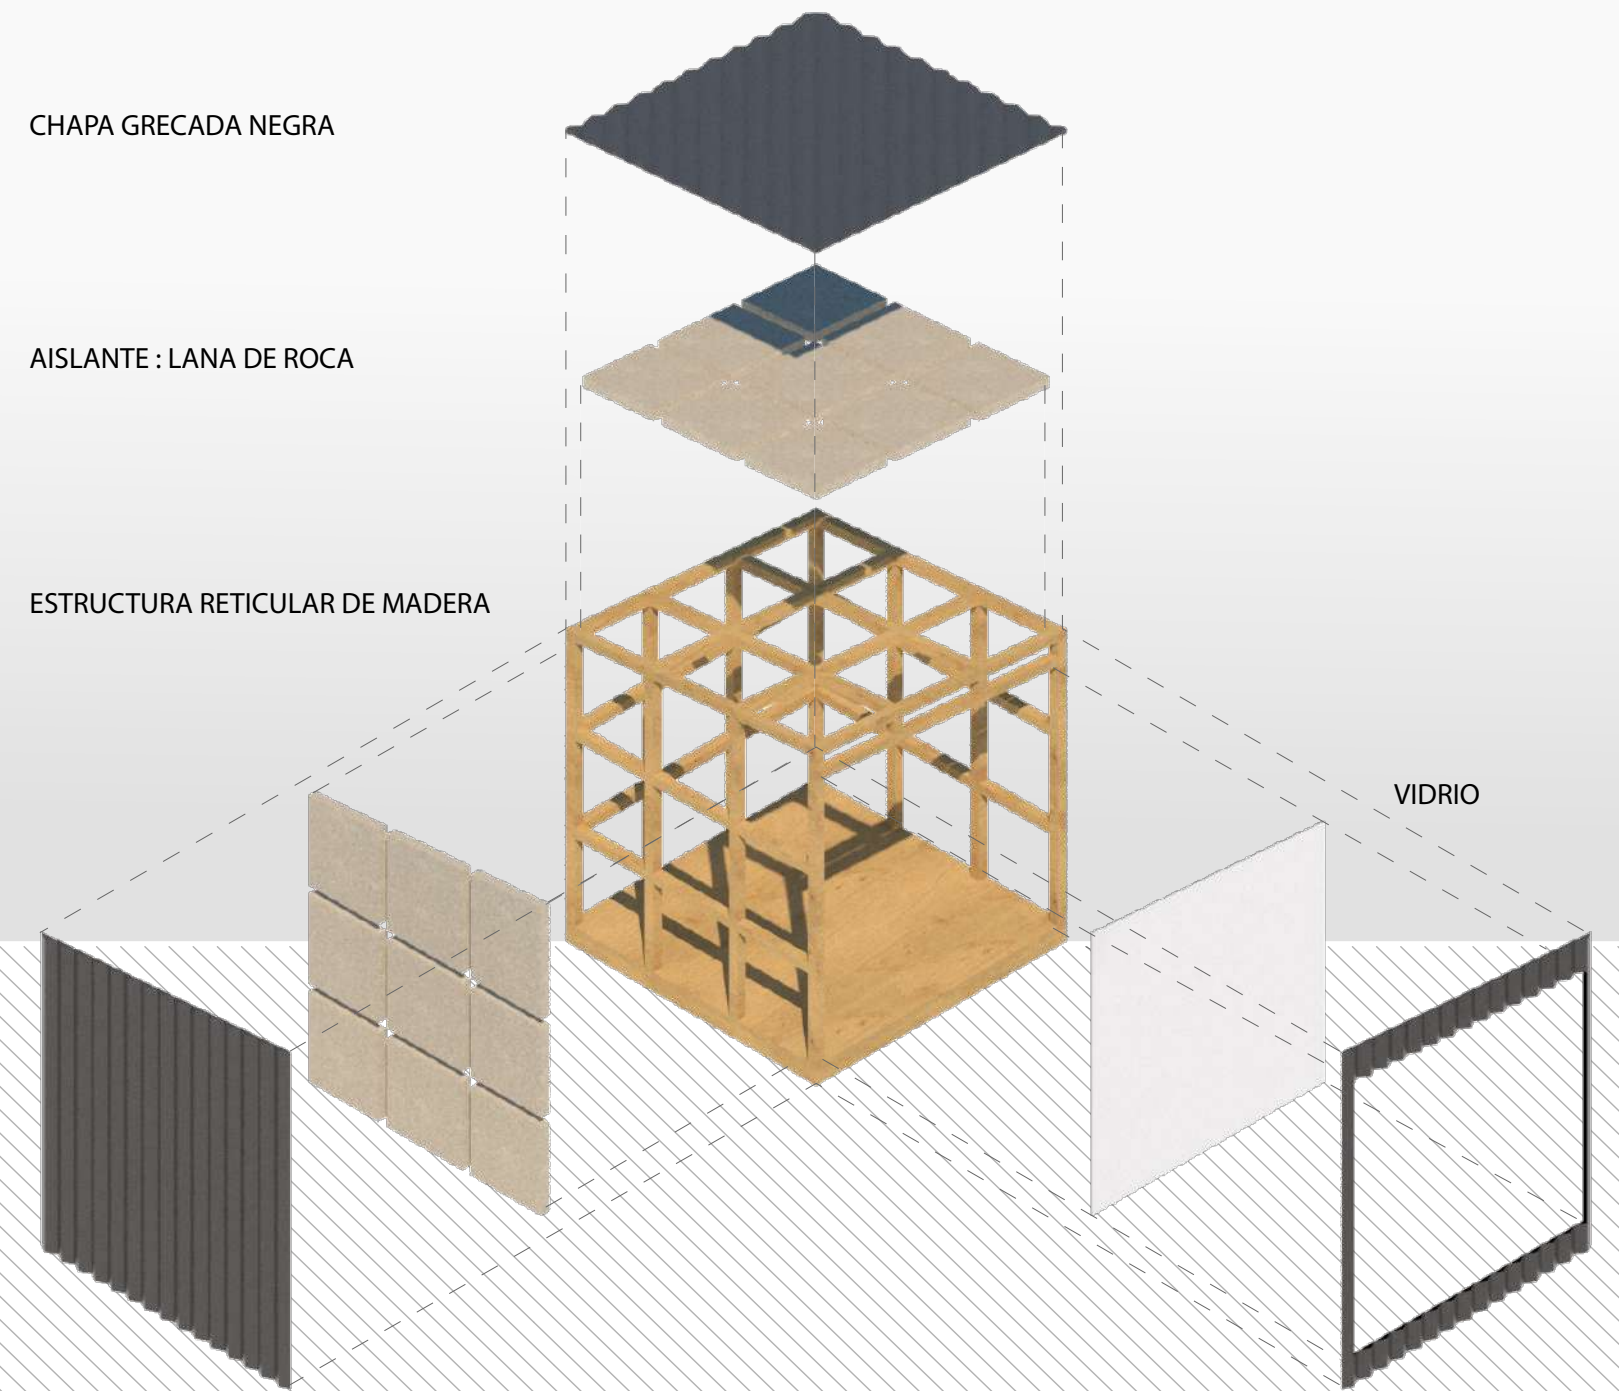 CHAPA GRECADA NEGRA
AISLANTE : LANA DE ROCA
ESTRUCTURA RETICULAR DE MADERA
VIDRIO